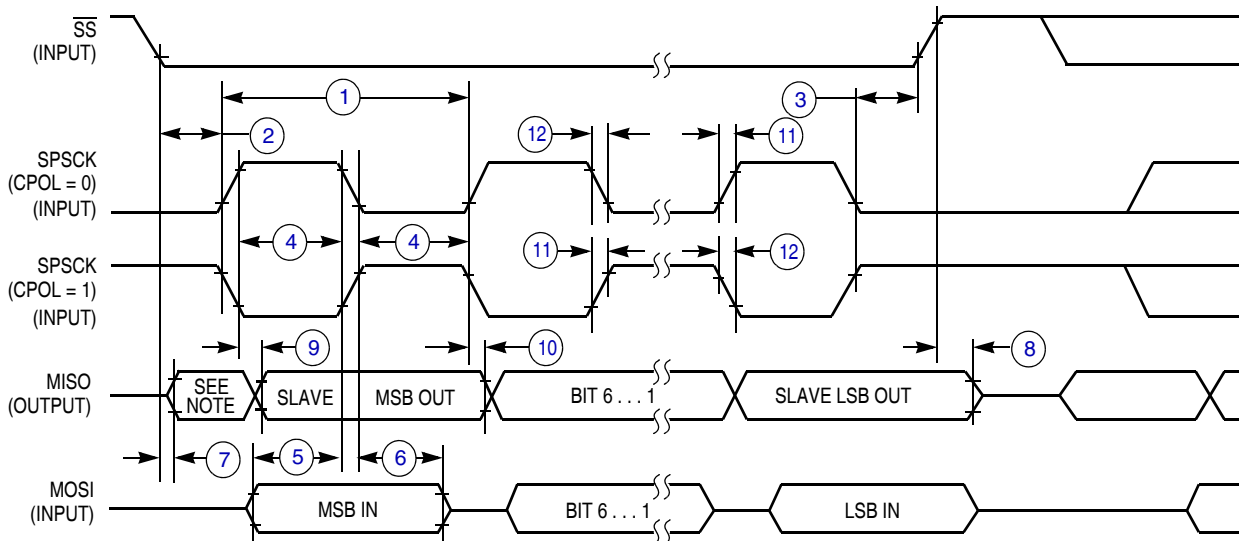 SS
(INPUT)
1
3
2
12
11
SPSCK
(CPOL = 0)
(INPUT)
4
4
11
12
SPSCK
(CPOL = 1)
(INPUT)
9
10
8
MISO
(OUTPUT)
SEE
NOTE
SLAVE
MSB OUT
BIT 6 . . . 1
SLAVE LSB OUT
7
5
6
MOSI
(INPUT)
MSB IN
BIT 6 . . . 1
LSB IN